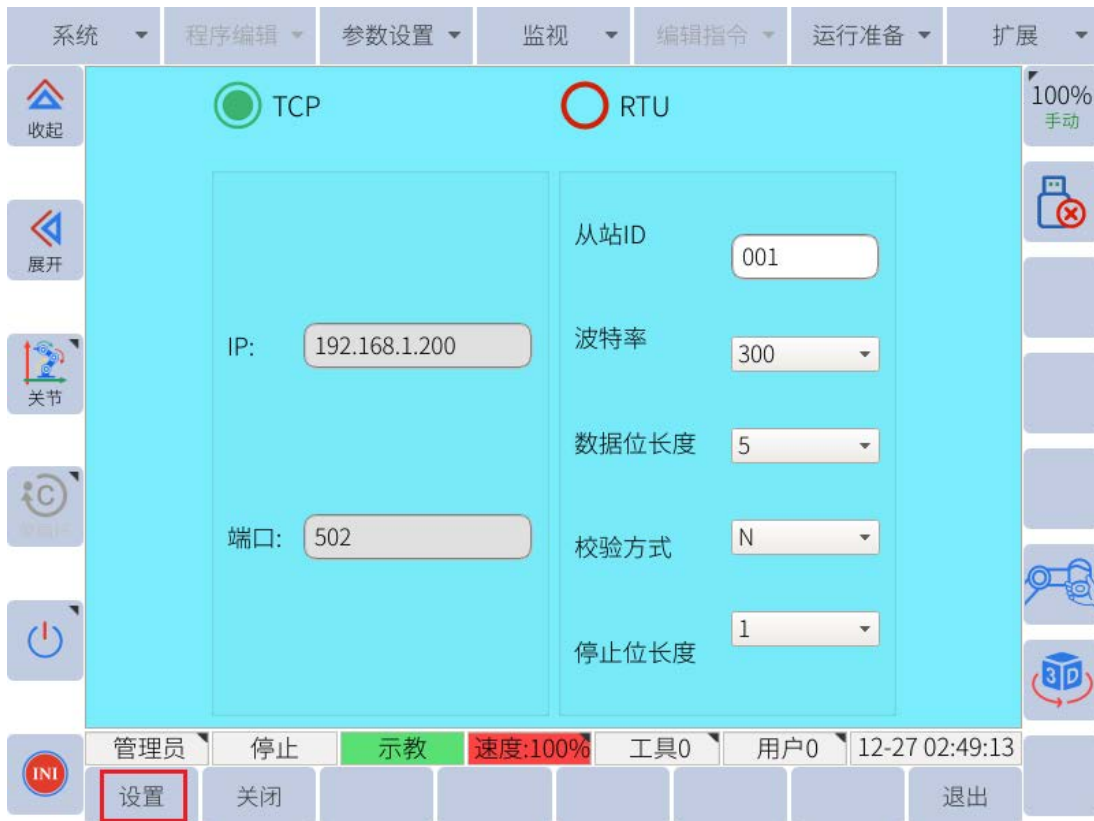 系统 程序编辑 参数设置 监视 编辑指令 运行准备 扩展
收起
TCP RTU
100%
手动
展开
从站ID 001
IP: 192.168.1.200
波特率 300
关节
数据位长度 5
端口: 502
校验方式 N
停止位长度 1
3D
管理员 停止 示教 速度:100% 工具0 用户0 12-27 02:49:13
INI
设置 关闭 退出